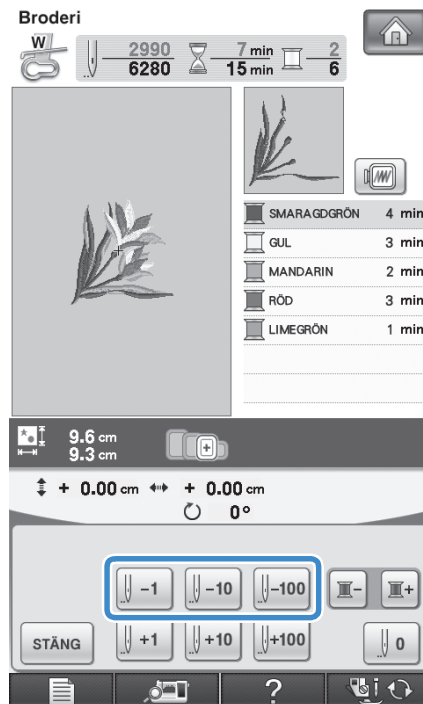 Broderi
W
2990 7 min 2
6280 15 min 6
SMARAGDGRÖN 4 min
GUL 3 min
MANDARIN 2 min
RÖD 3 min
LIMEGRÖN 1 min
9.6 cm
9.3 cm
+ 0.00 cm + 0.00 cm
0°
-1 -10 -100 - +
STÄNG +1 +10 +100 0
?